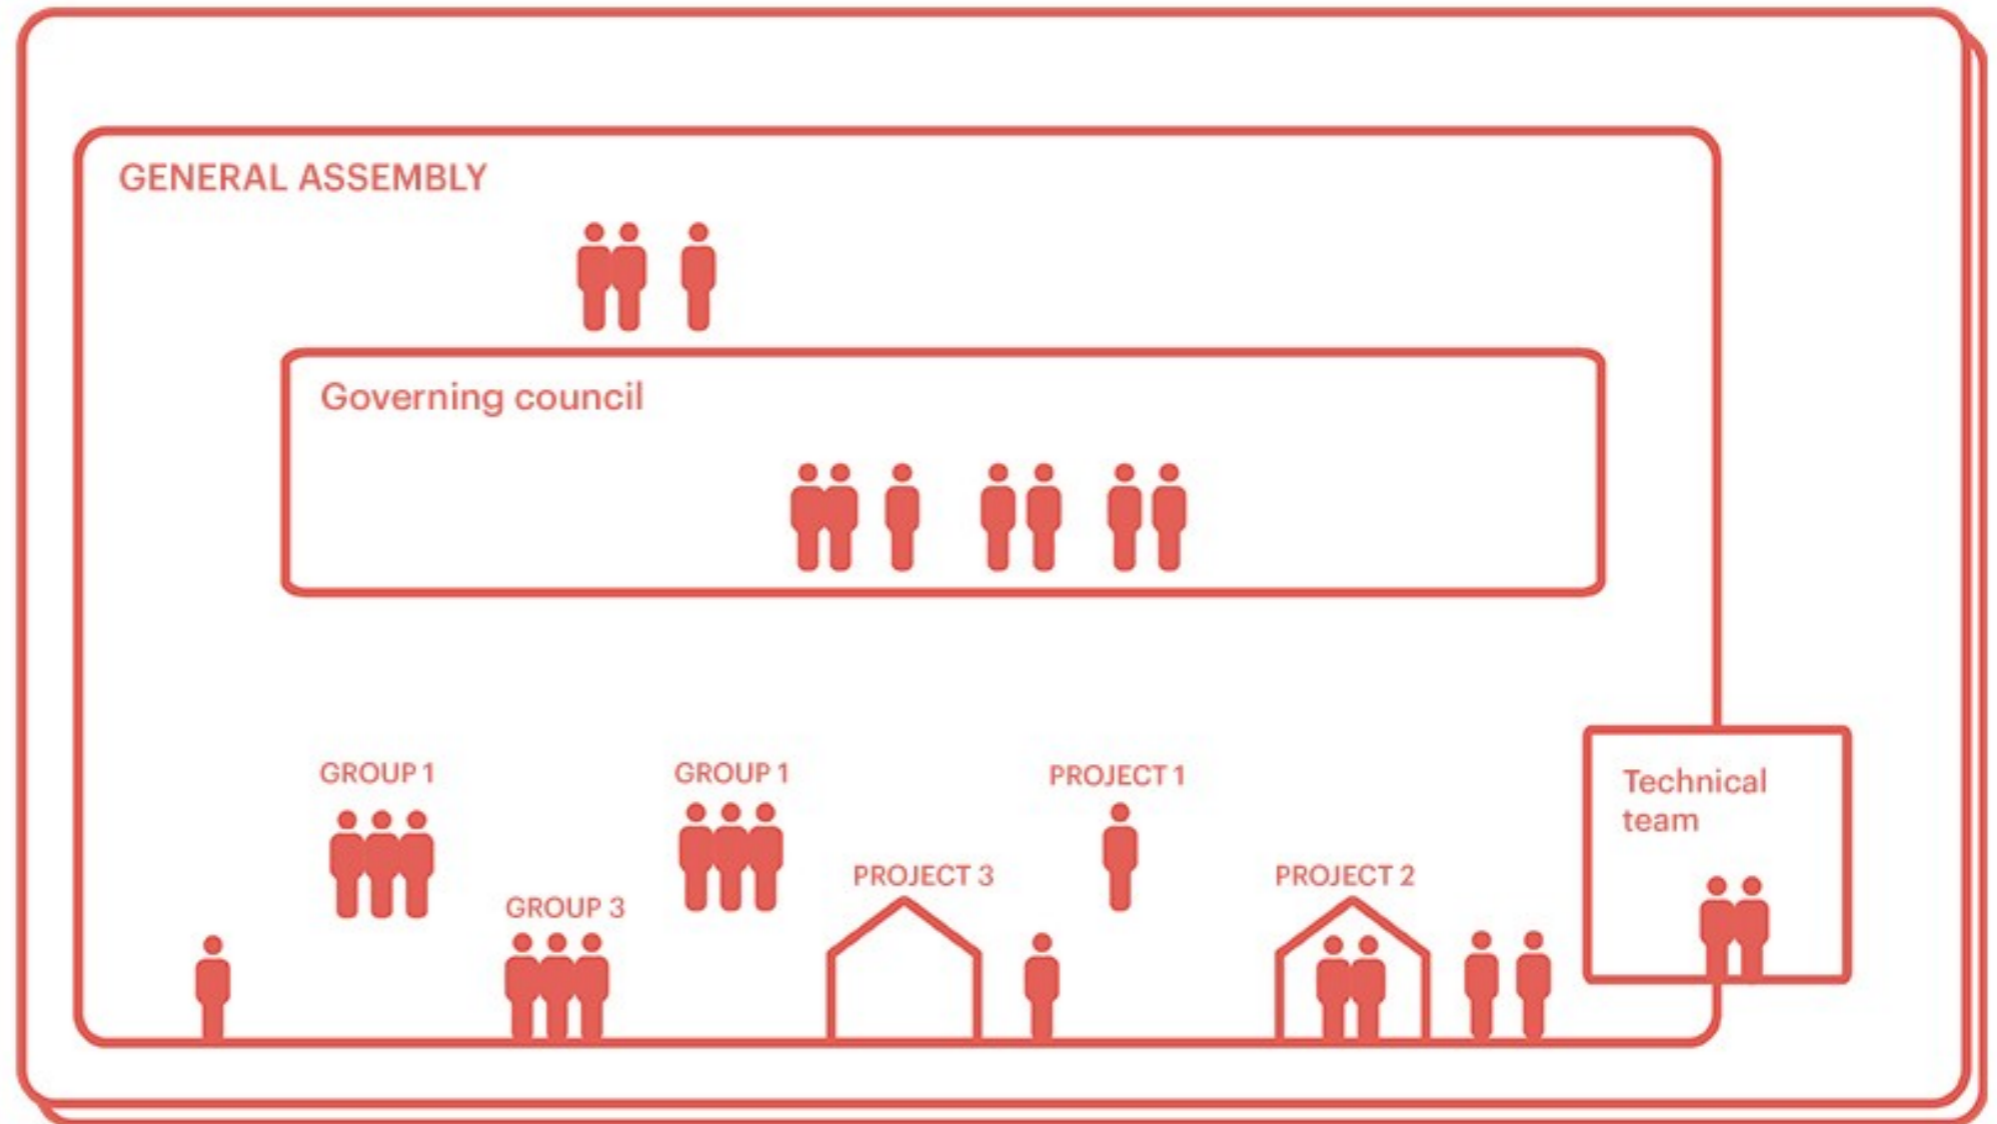 GENERAL ASSEMBLY
Governing council
GROUP 1
GROUP 1
PROJECT 1
Technical
team
PROJECT 3
PROJECT 2
GROUP 3